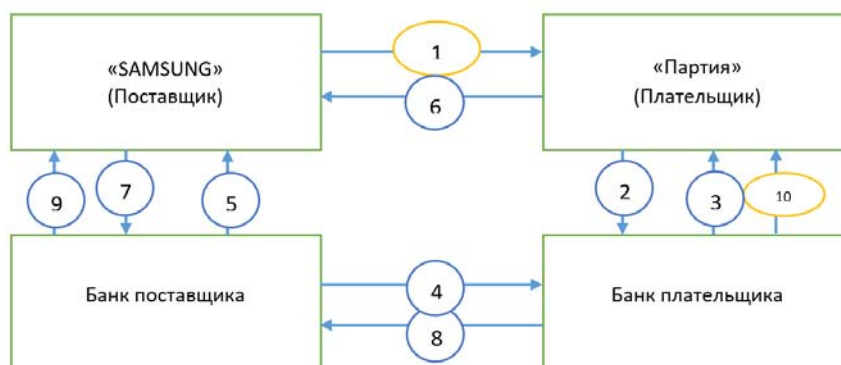 «SAMSUNG»
(Поставщик)
1
6
«Партия»
(Плательщик)
9
7
5
2
3
10
Банк поставщика
4
8
Банк плательщика